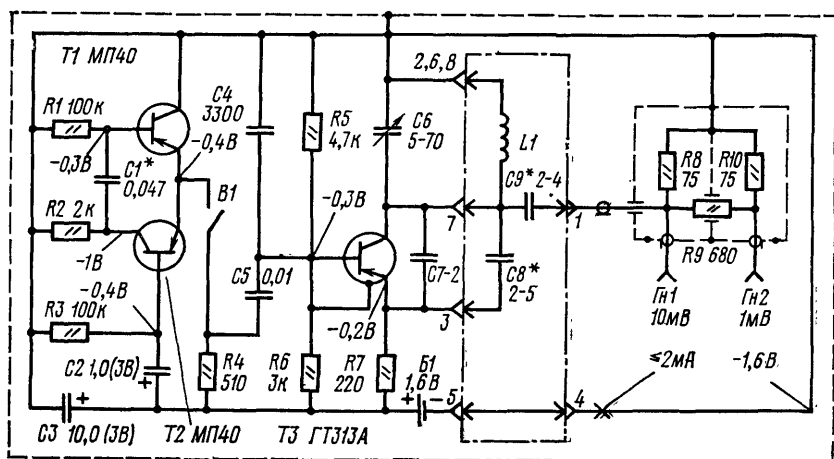 T1 МП40
C4
3300
2,6,8
R1 100к
R5
4,7к
C6
5-70
L1
R8
75
R10
75
-0,3В
C1*
0,047
-0,4В
C9* 2-4
В1
R2 2к
-0,3В
7
1
-1В
C5
0,01
C7-2
C8*
2-5
R9 680
R3 100к
-0,4В
-0,2В
3
Гн1
10мВ
Гн2
1мВ
C2 1,0(3В)
+
R4
510
R6
3к
R7
220
Б1
1,6В
≤2мА
-1,6В
+
+ - 5
4
C3 10,0(3В)
T2 МП40
T3 ГТ313А